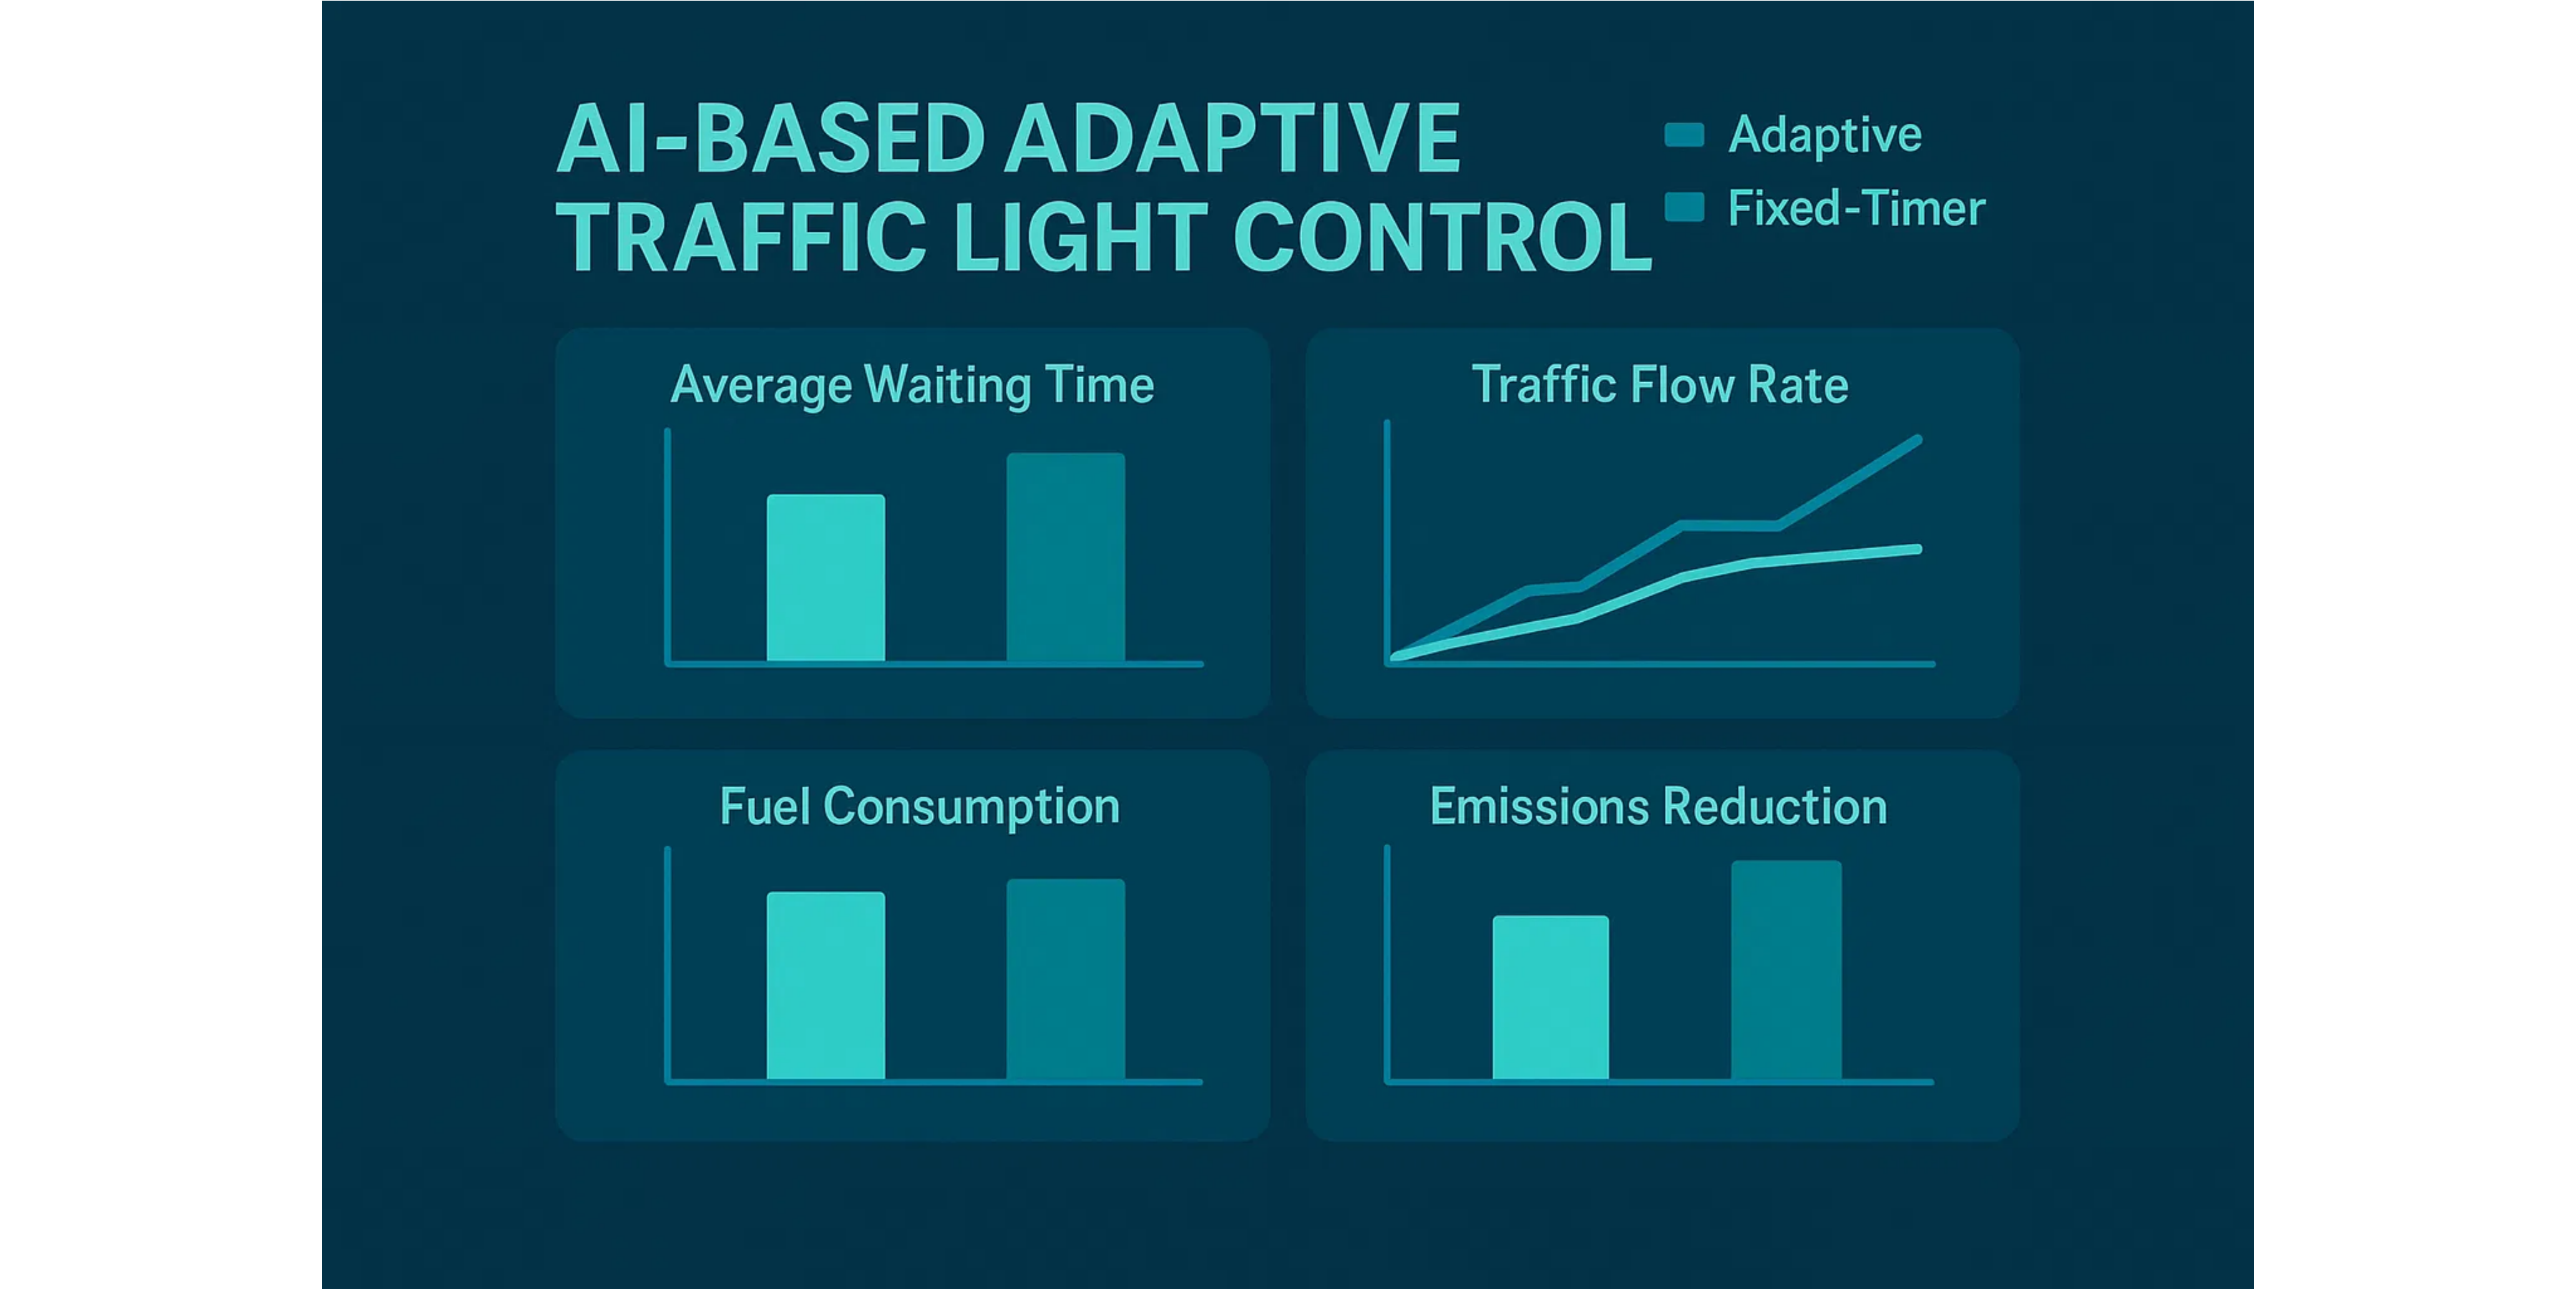 AI-BASED ADAPTIVE
TRAFFIC LIGHT CONTROL
Adaptive
Fixed-Timer
Average Waiting Time
Traffic Flow Rate
Fuel Consumption
Emissions Reduction